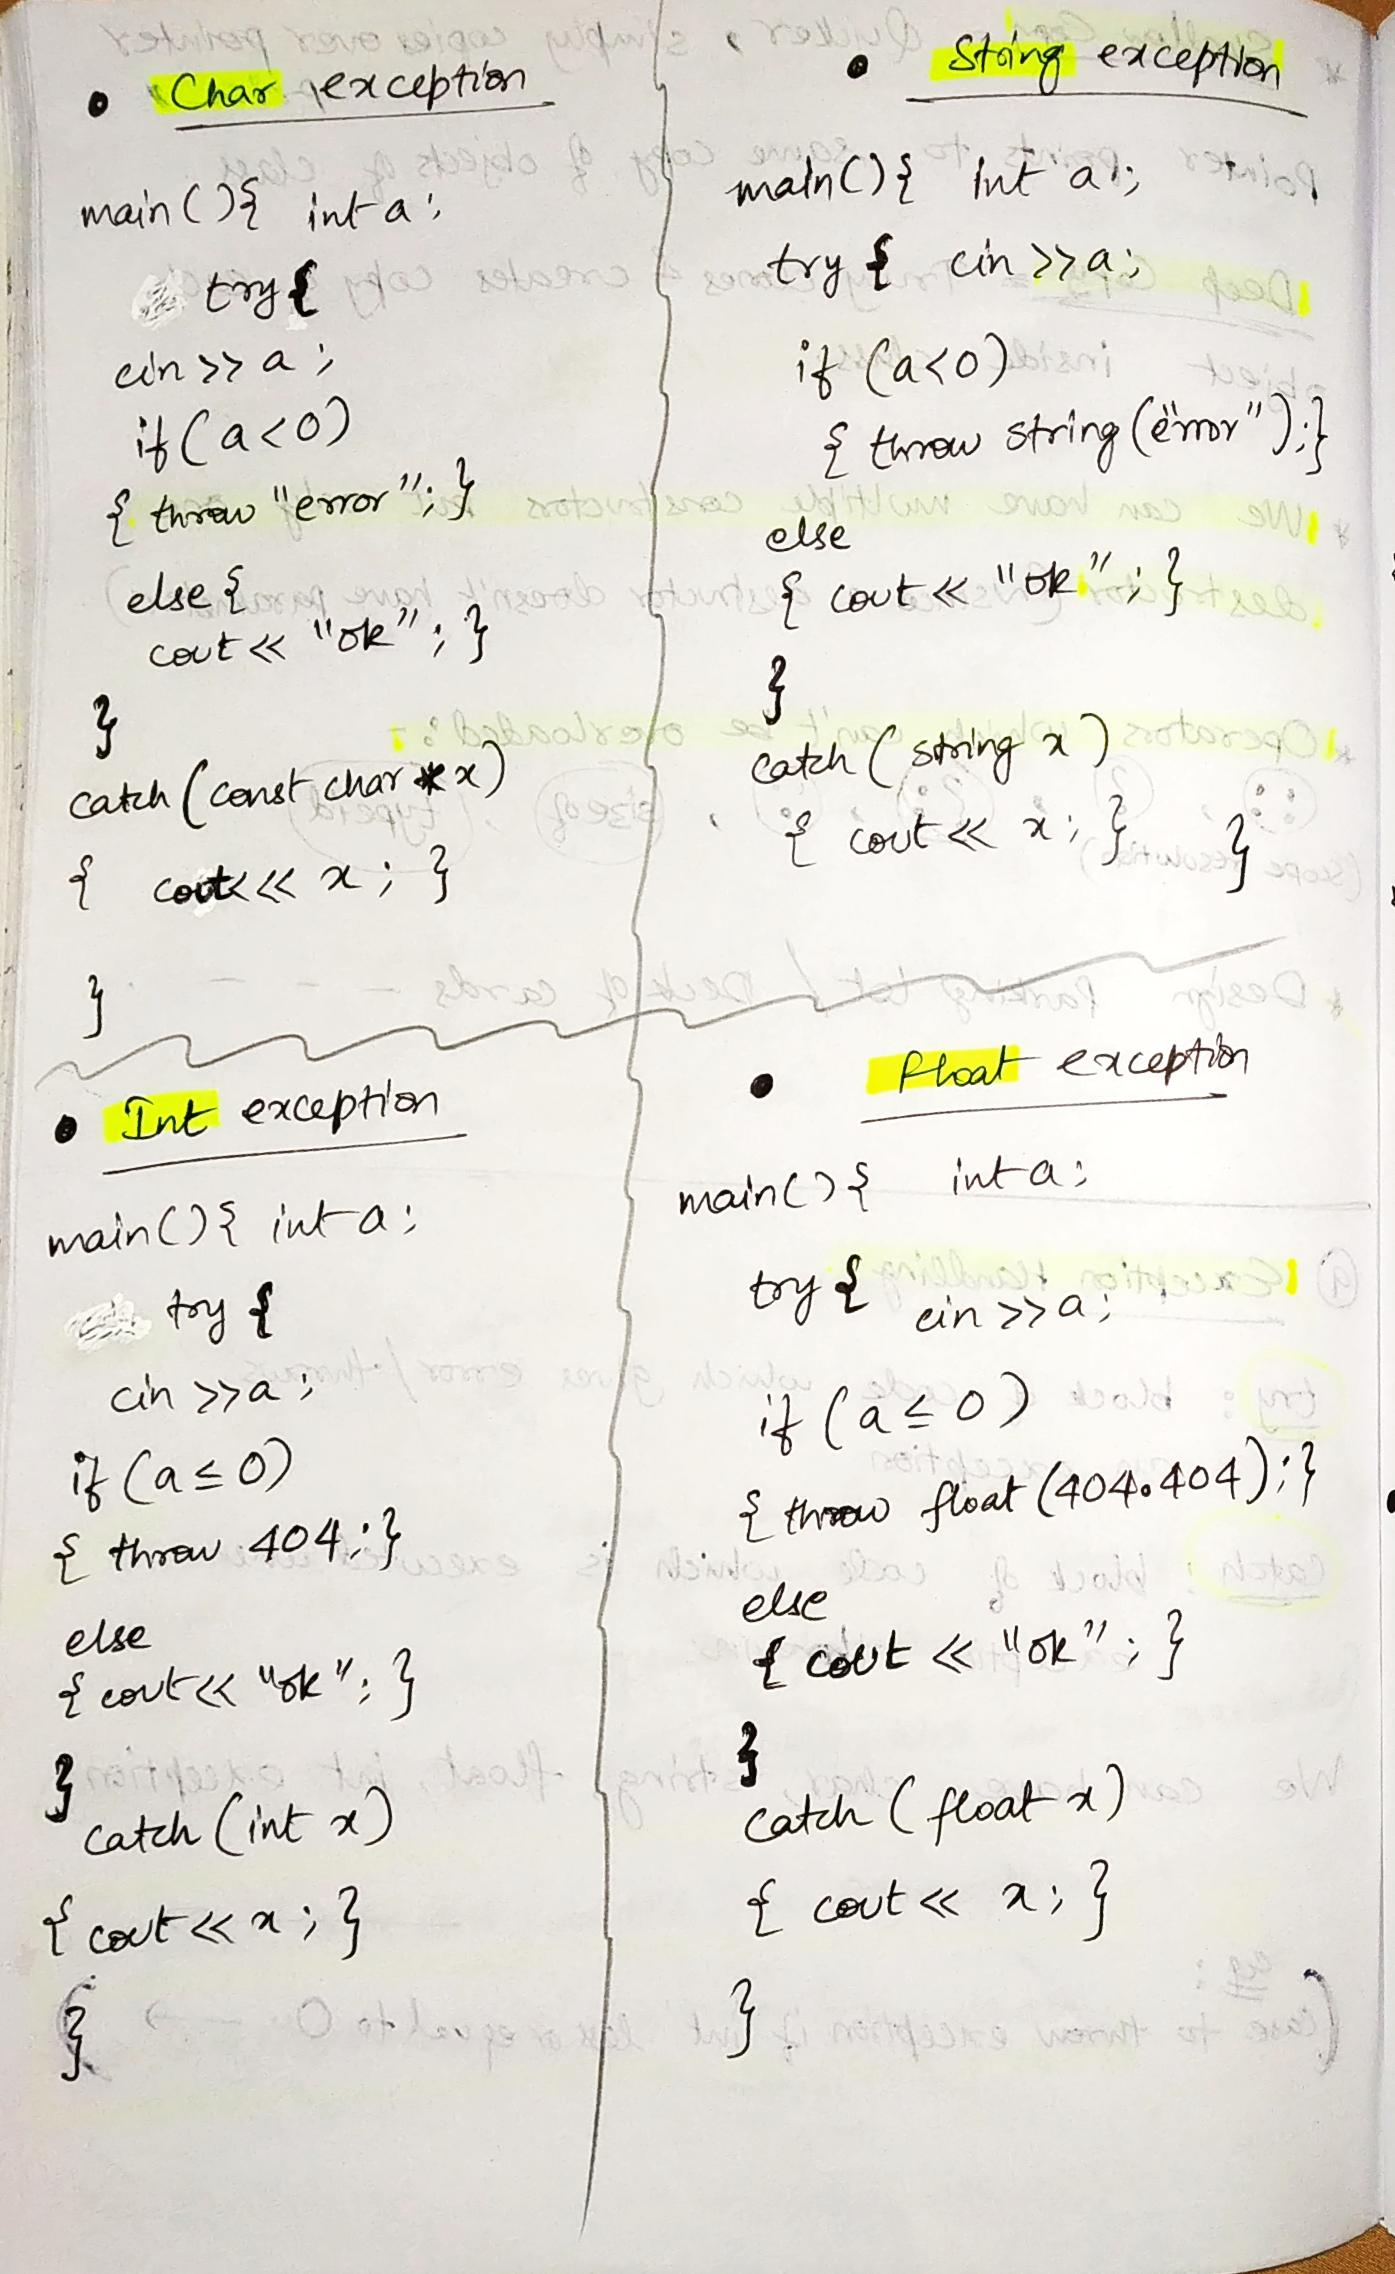 • Char exception
main(){ int a;
try{
cin >> a;
if(a<0)
{ throw "error"; }
else {
cout << "ok"; }
}
catch (const char * x)
{ cout << x; }
}
• String exception
main(){ int a;
try { cin >> a;
if (a<0)
{ throw string ("error"); }
else
{ cout << "ok"; }
}
catch ( string x )
{ cout << x; } }
• Int exception
main(){ int a;
try {
cin >> a;
if (a ≤ 0)
{ throw 404; }
else
{ cout << "ok"; }
}
catch (int x)
{ cout << x; }
}
• float exception
main(){ int a;
try { cin >> a;
if (a ≤ 0)
{ throw float (404.404); }
else
{ cout << "ok"; }
}
catch ( float x )
{ cout << x; }
}